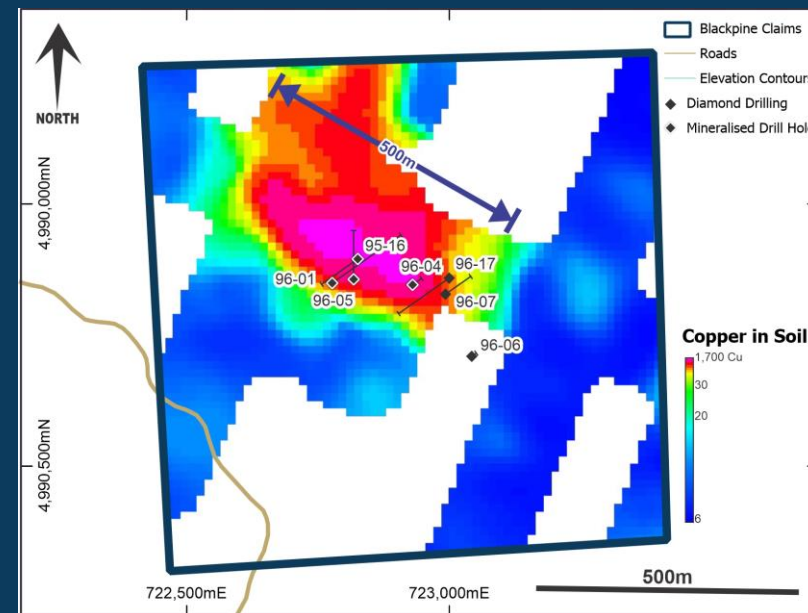 NORTH
Blackpine Claims
Roads
Elevation Contours
Diamond Drilling
Mineralised Drill Hol
500m
4,990,000mN
4,990,500mN
95-16
96-01
96-05
96-04
96-17
96-07
96-06
Copper in Soil
1,700 Cu
30
20
6
722,500mE
723,000mE
500m